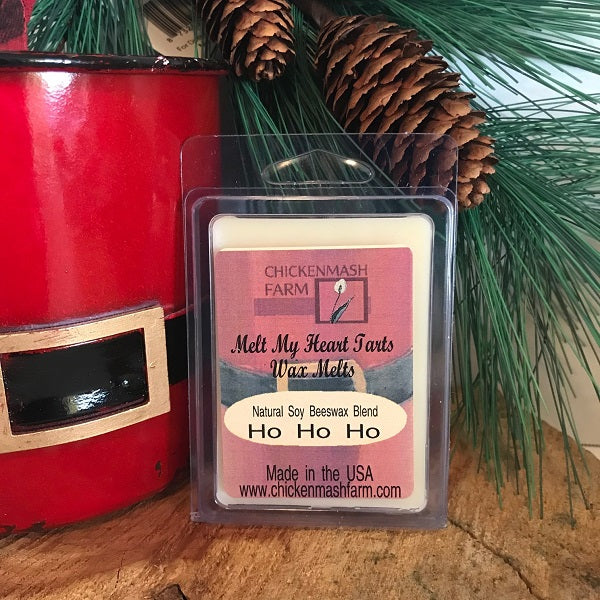 CHICKENMASH
FARM
Melt My Heart Tarts
Wax Melts
Natural Soy Beeswax Blend
Ho Ho Ho
Made in the USA
www.chickenmashfarm.com